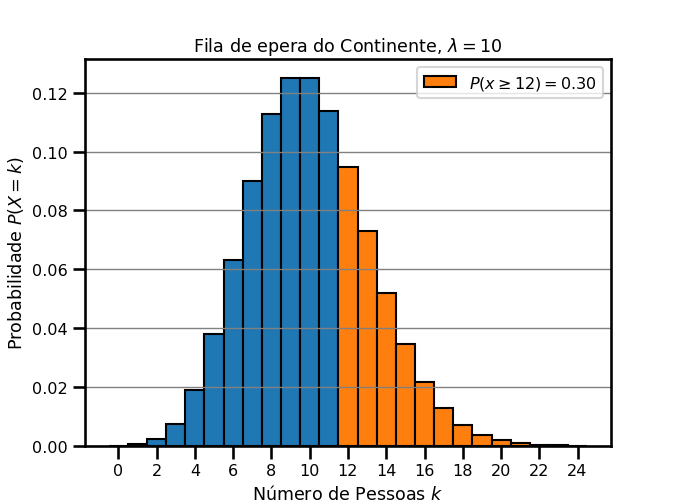 Fila de epera do Continente, λ = 10
P(x ≥ 12) = 0.30
Probabilidade P(X = k)
0.12
0.10
0.08
0.06
0.04
0.02
0.00
0 2 4 6 8 10 12 14 16 18 20 22 24
Número de Pessoas k